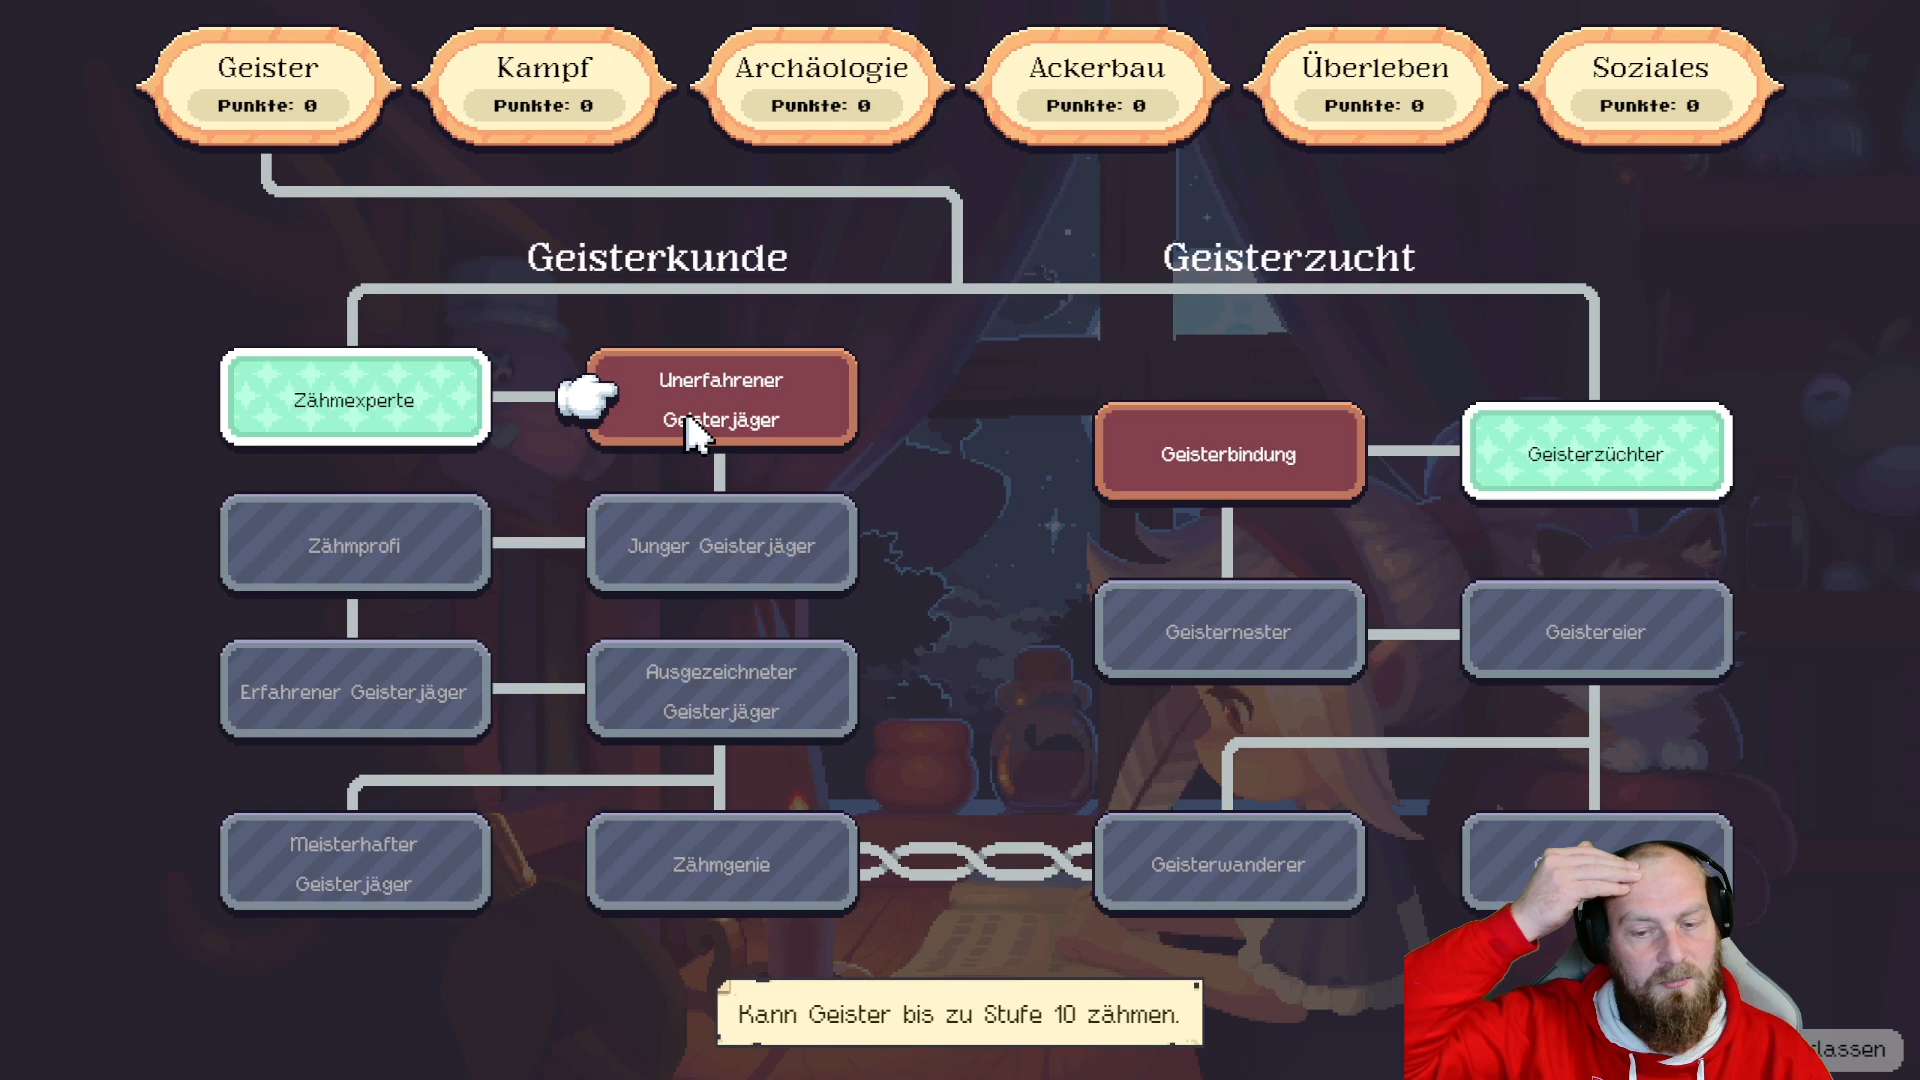 Geister
Punkte: 0
Kampf
Punkte: 0
Archäologie
Punkte: 0
Ackerbau
Punkte: 0
Überleben
Punkte: 0
Soziales
Punkte: 0
Geisterkunde
Geisterzucht
Zähmexperte
Unerfahrener
Geisterjäger
Geisterbindung
Geisterzüchter
Zähmprofi
Junger Geisterjäger
Geisternester
Geistereier
Erfahrener Geisterjäger
Ausgezeichneter
Geisterjäger
Meisterhafter
Geisterjäger
Zähmgenie
Geisterwanderer
Kann Geister bis zu Stufe 10 zähmen.